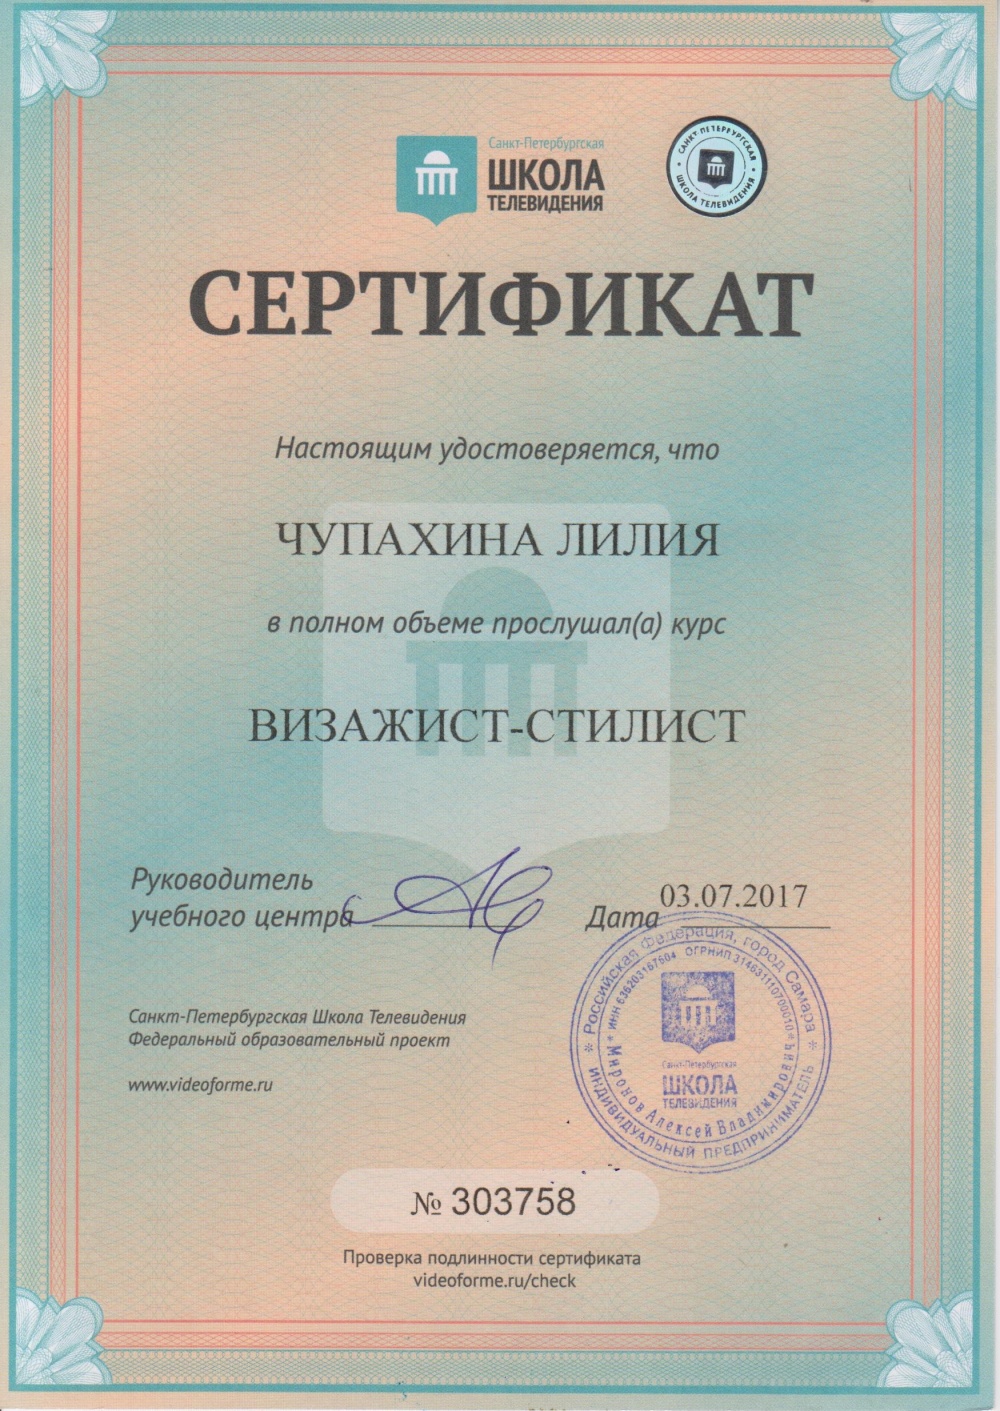 Санкт-Петербургская
ШКОЛА
ТЕЛЕВИДЕНИЯ
САНКТ-ПЕТЕРБУРГСКАЯ
ШКОЛА ТЕЛЕВИДЕНИЯ
СЕРТИФИКАТ
Настоящим удостоверяется, что
ЧУПАХИНА ЛИЛИЯ
в полном объеме прослушал(а) курс
ВИЗАЖИСТ-СТИЛИСТ
Руководитель
учебного центра
Дата 03.07.2017
Санкт-Петербургская Школа Телевидения
Федеральный образовательный проект
www.videoforme.ru
Российская Федерация, город Самара
ИНДИВИДУАЛЬНЫЙ ПРЕДПРИНИМАТЕЛЬ
ИНН 636203167604 ОГРНИП 314631110700010
Миронов Алексей Владимирович
Санкт-Петербургская
ШКОЛА
ТЕЛЕВИДЕНИЯ
№ 303758
Проверка подлинности сертификата
videoforme.ru/check